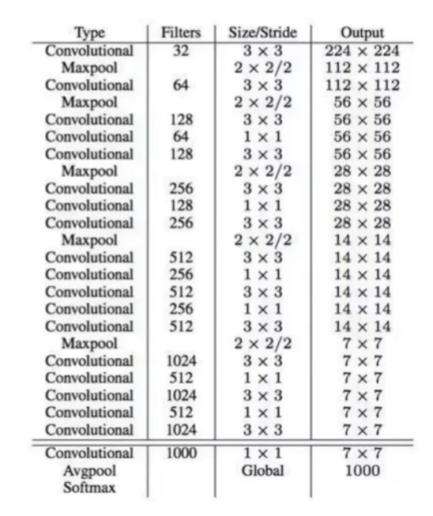 Type Filters Size/Stride Output
Convolutional 32 3 × 3 224 × 224
Maxpool 2 × 2/2 112 × 112
Convolutional 64 3 × 3 112 × 112
Maxpool 2 × 2/2 56 × 56
Convolutional 128 3 × 3 56 × 56
Convolutional 64 1 × 1 56 × 56
Convolutional 128 3 × 3 56 × 56
Maxpool 2 × 2/2 28 × 28
Convolutional 256 3 × 3 28 × 28
Convolutional 128 1 × 1 28 × 28
Convolutional 256 3 × 3 28 × 28
Maxpool 2 × 2/2 14 × 14
Convolutional 512 3 × 3 14 × 14
Convolutional 256 1 × 1 14 × 14
Convolutional 512 3 × 3 14 × 14
Convolutional 256 1 × 1 14 × 14
Convolutional 512 3 × 3 14 × 14
Maxpool 2 × 2/2 7 × 7
Convolutional 1024 3 × 3 7 × 7
Convolutional 512 1 × 1 7 × 7
Convolutional 1024 3 × 3 7 × 7
Convolutional 512 1 × 1 7 × 7
Convolutional 1024 3 × 3 7 × 7
Convolutional 1000 1 × 1 7 × 7
Avgpool Global 1000
Softmax